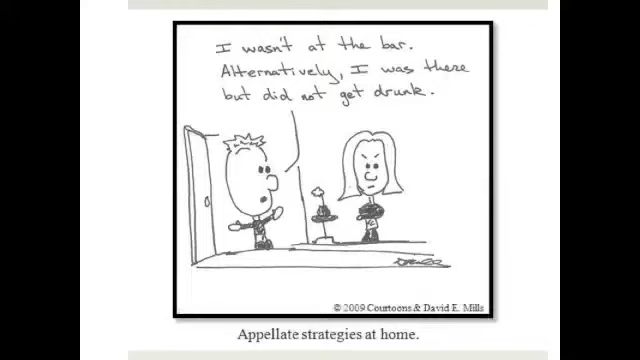 I wasn't at the bar.
Alternatively, I was there
but did not get drunk.
© 2009 Courtoons & David E. Mills
Appellate strategies at home.